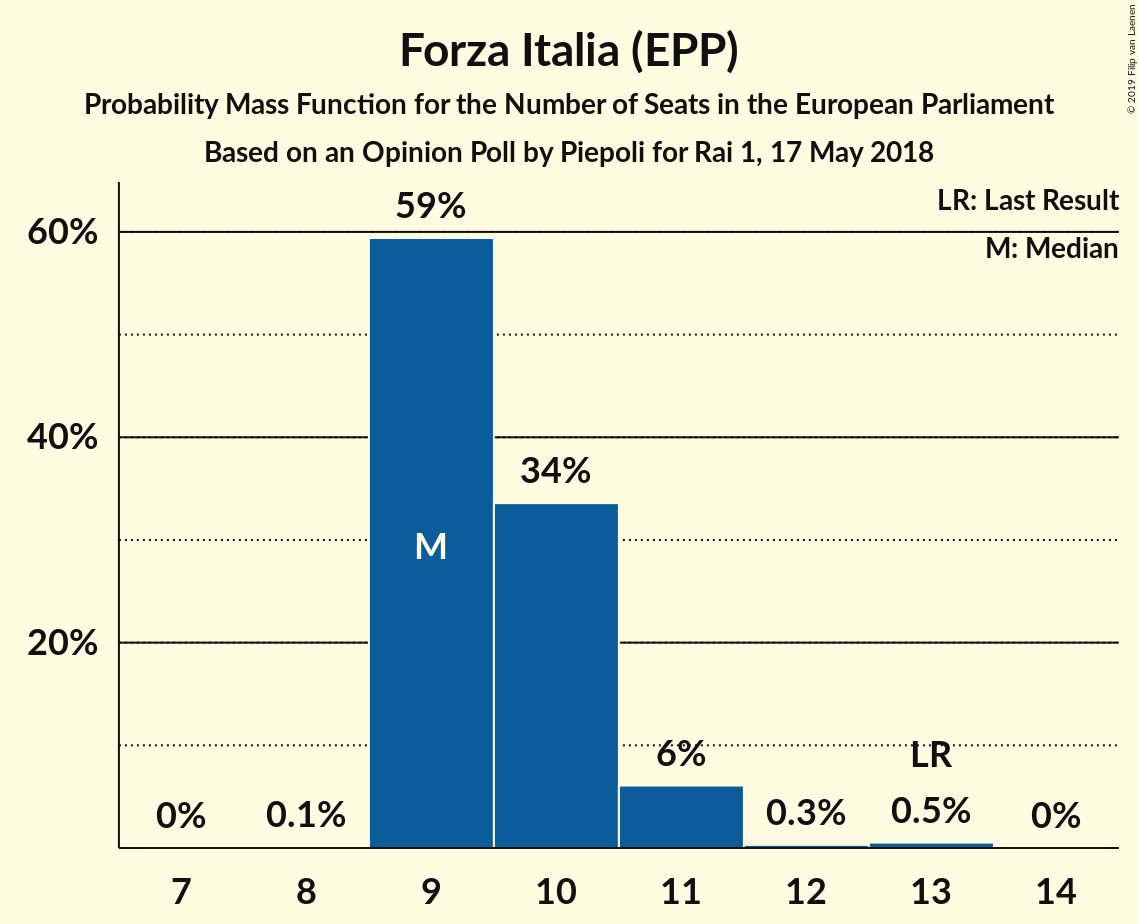 Forza Italia (EPP)
Probability Mass Function for the Number of Seats in the European Parliament
Based on an Opinion Poll by Piepoli for Rai 1, 17 May 2018
© 2019 Filip van Laenen
LR: Last Result
M: Median
59%
60%
40%
34%
M
20%
6%
LR
0%
0.1%
0.3%
0.5%
0%
7 8 9 10 11 12 13 14